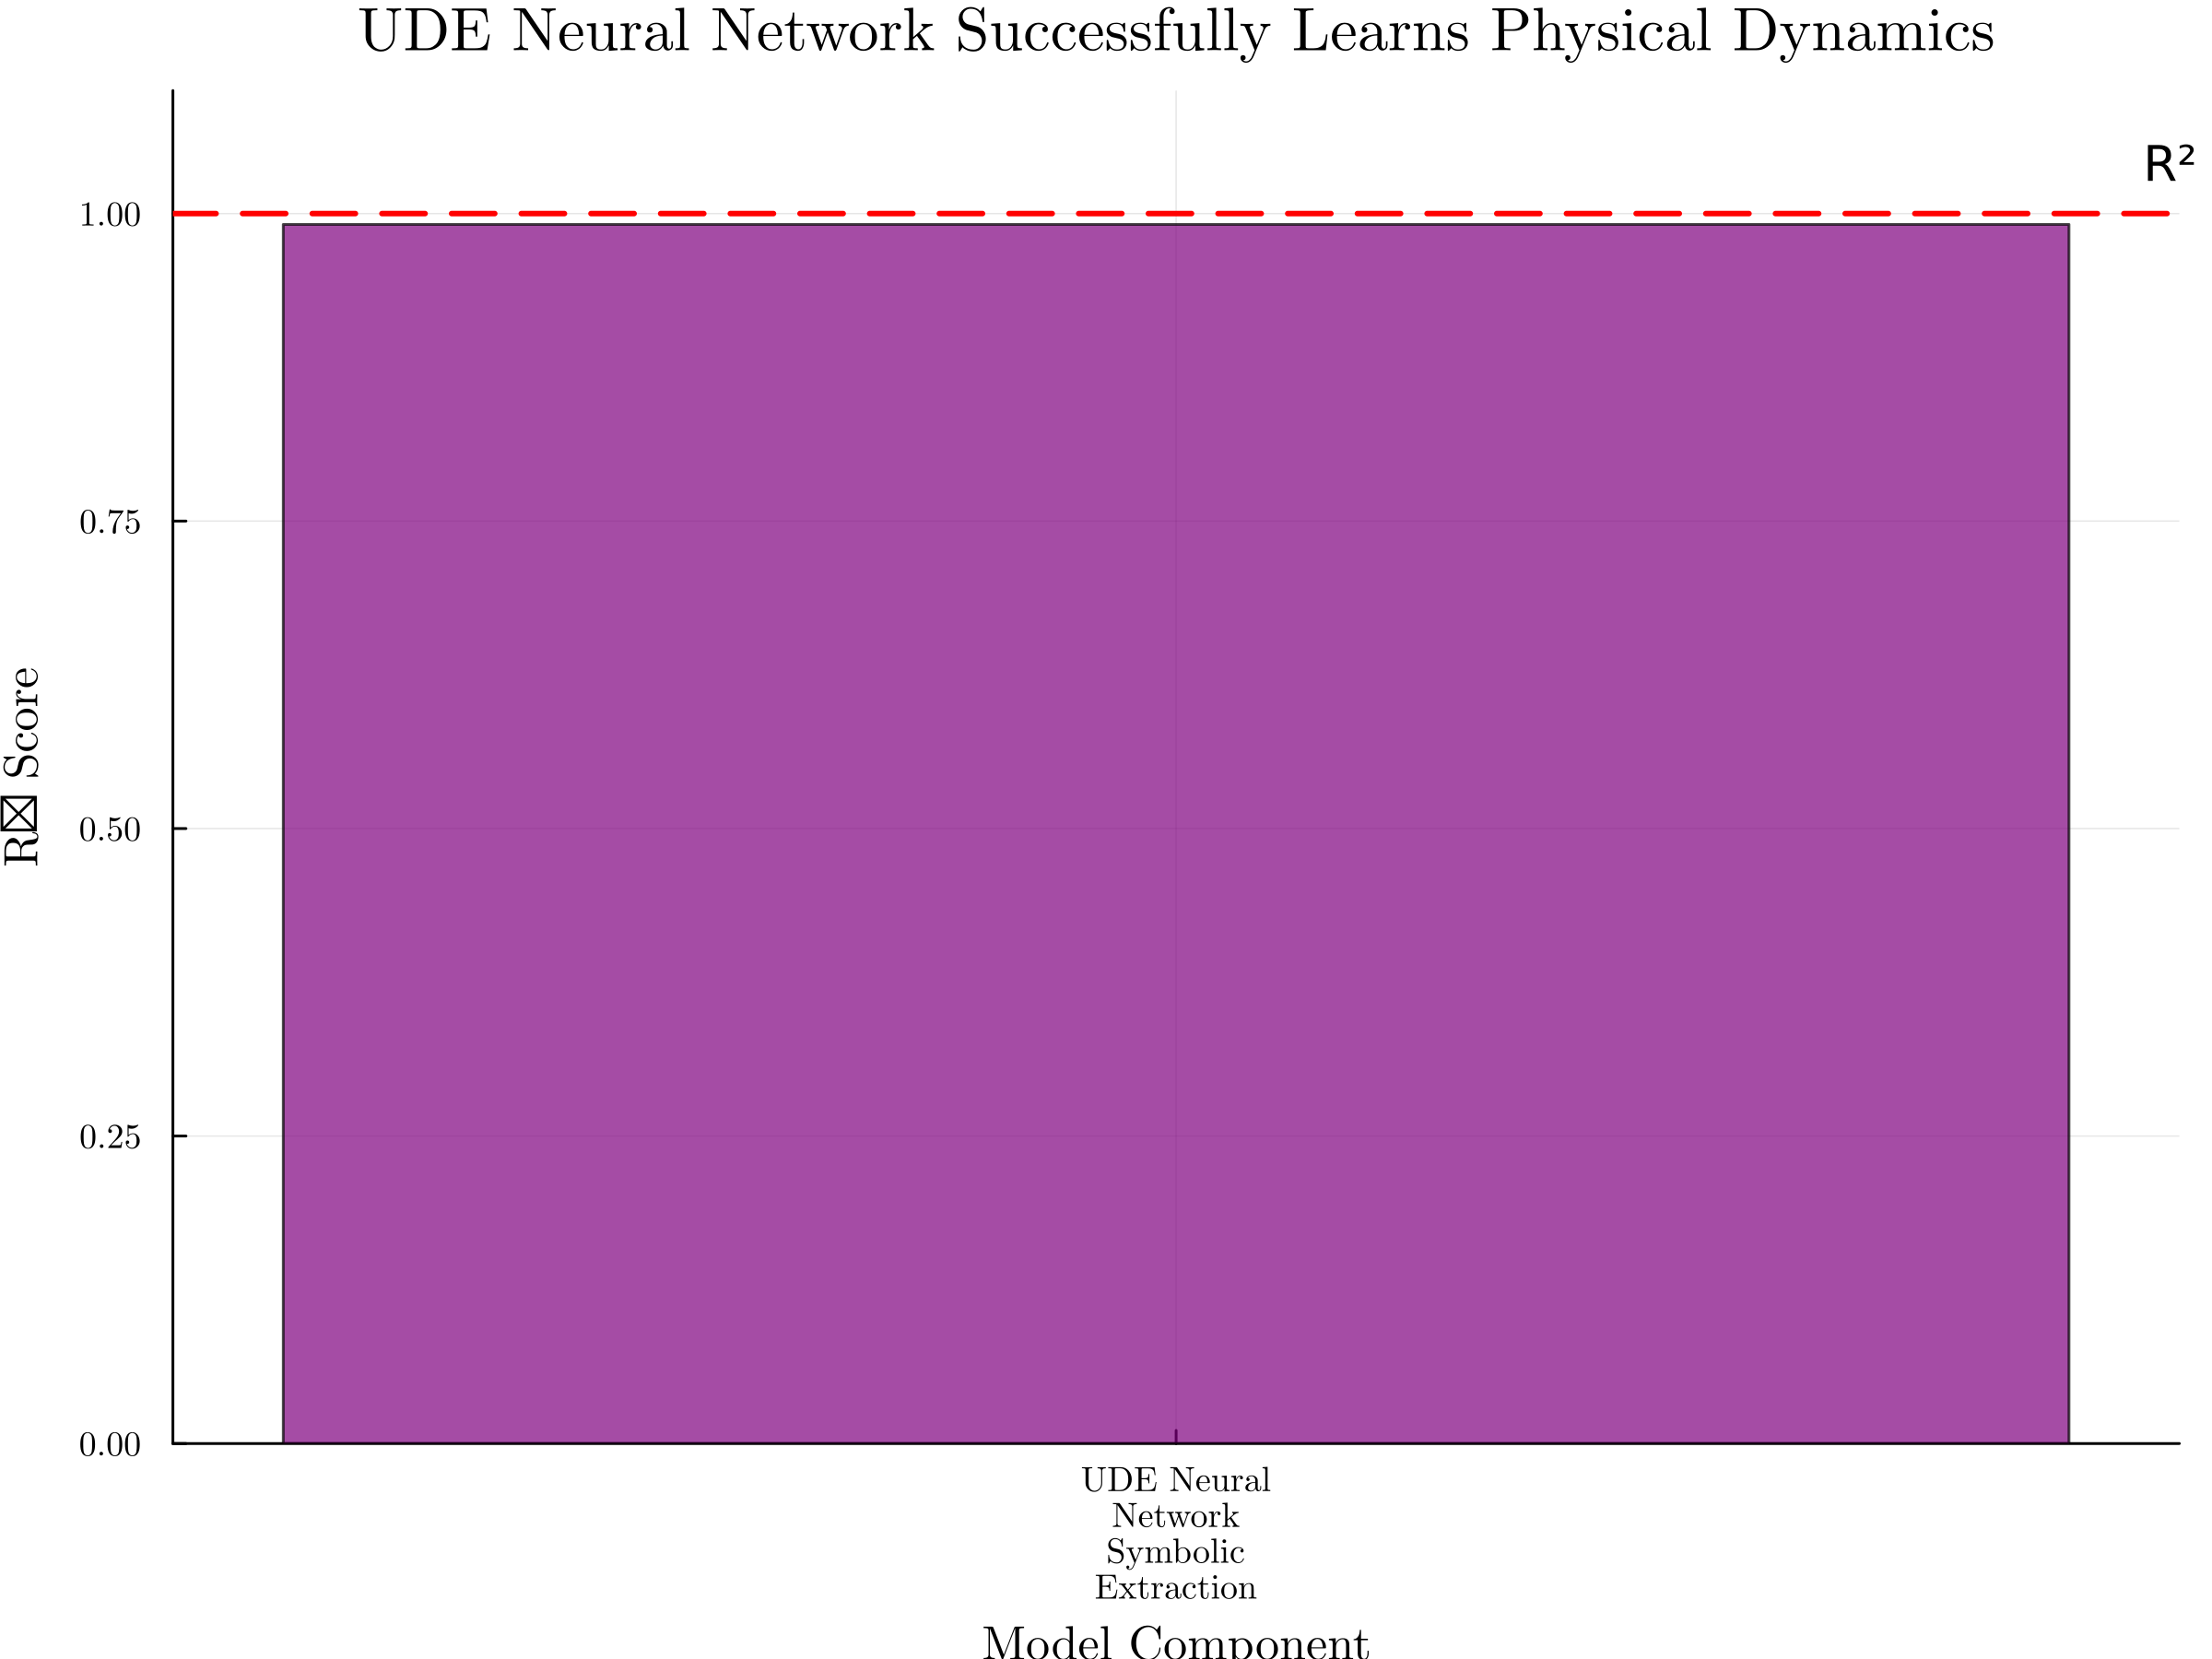 UDE Neural Network Successfully Learns Physical Dynamics
R²
1.00
0.75
0.50
0.25
0.00
R☒ Score
UDE Neural
Network
Symbolic
Extraction
Model Component